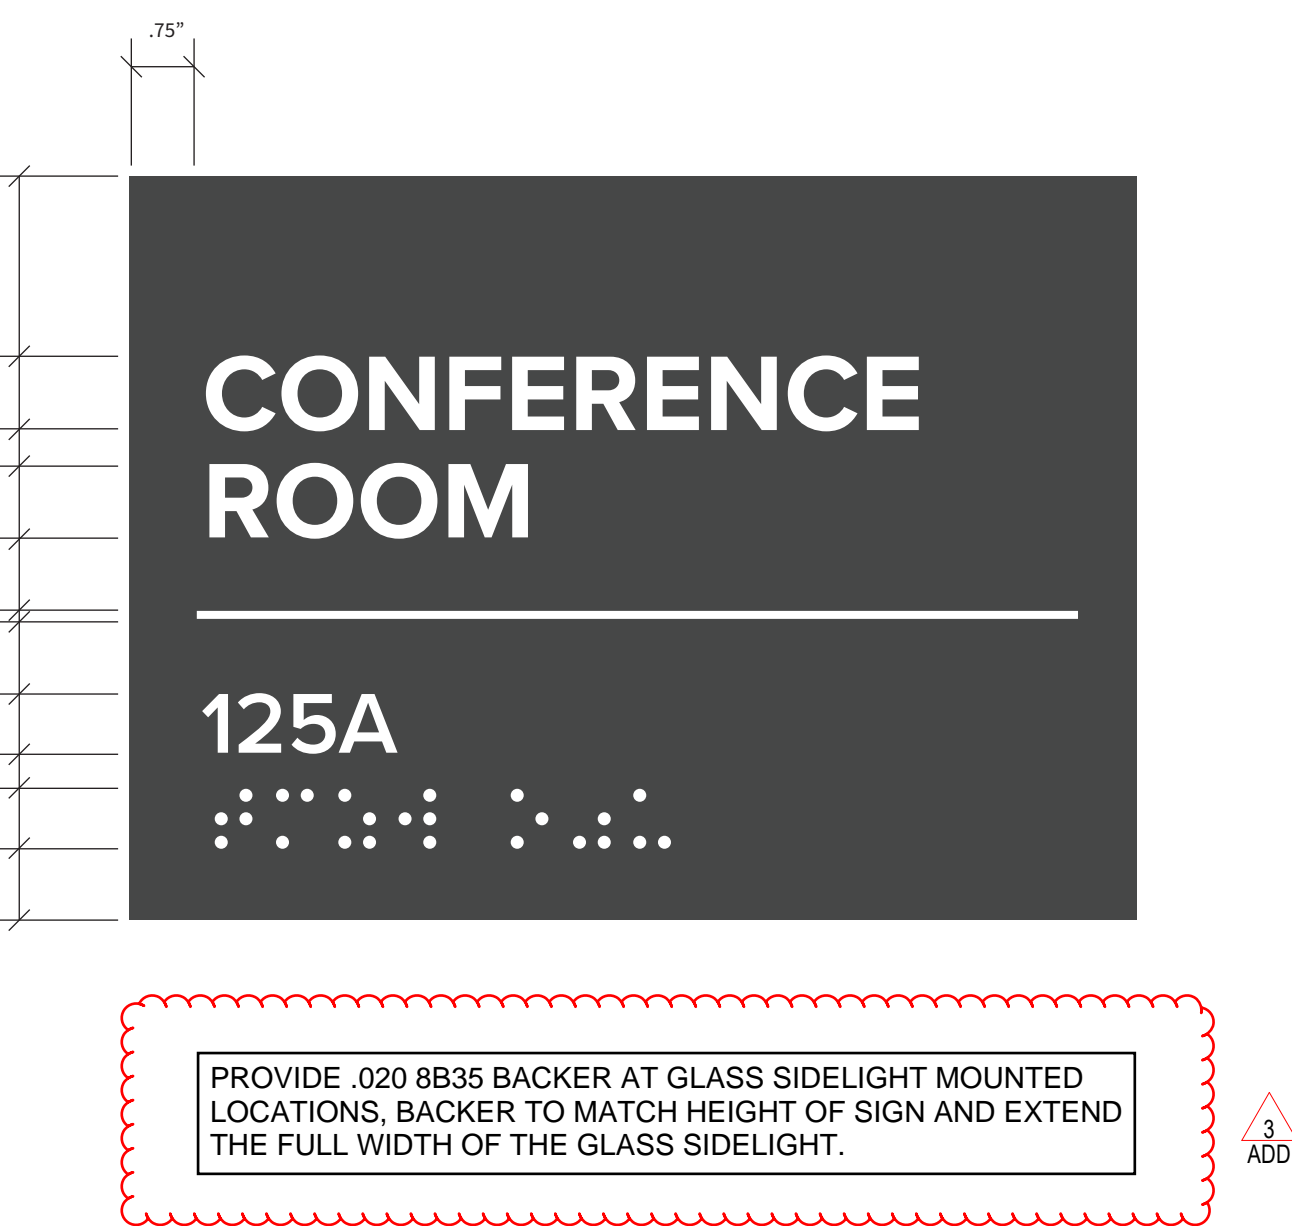 .75”
CONFERENCE
ROOM
125A
⠾⠍⠑⠴⠺ ⠕⠴⠥
PROVIDE .020 8B35 BACKER AT GLASS SIDELIGHT MOUNTED
LOCATIONS, BACKER TO MATCH HEIGHT OF SIGN AND EXTEND
THE FULL WIDTH OF THE GLASS SIDELIGHT.
3
ADD